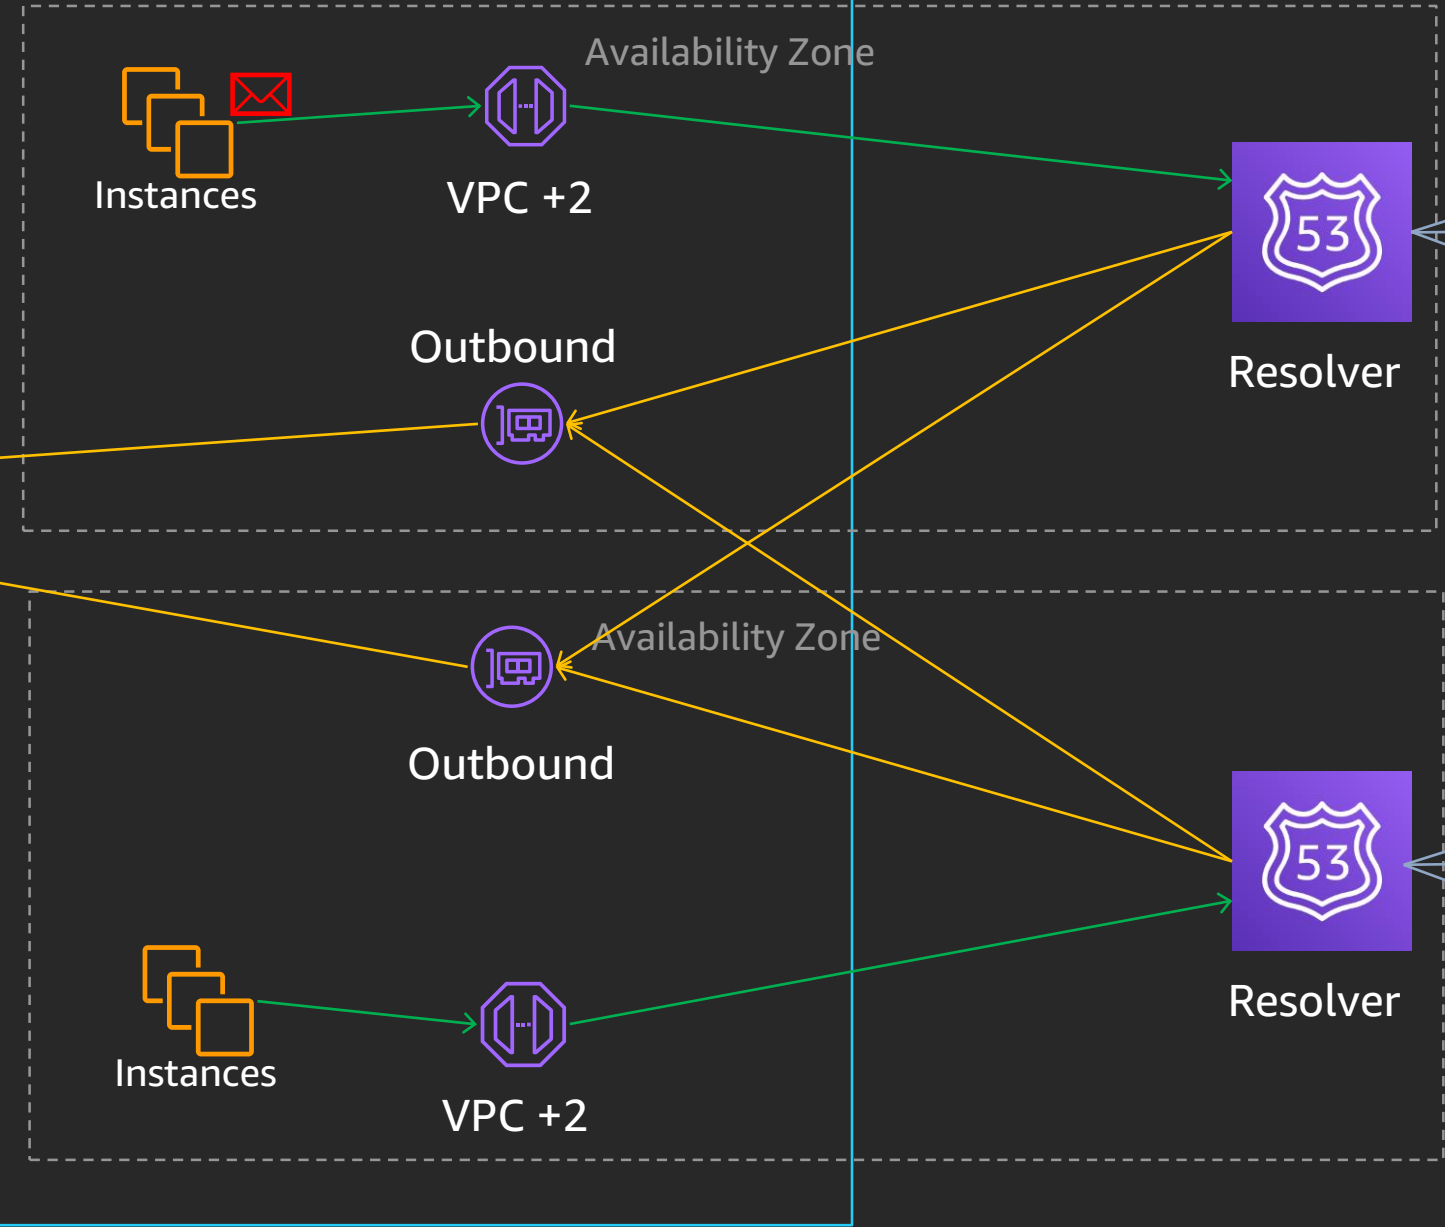 Availability Zone
Instances
VPC +2
53
Outbound
Resolver
Availability Zone
Outbound
53
Resolver
Instances
VPC +2